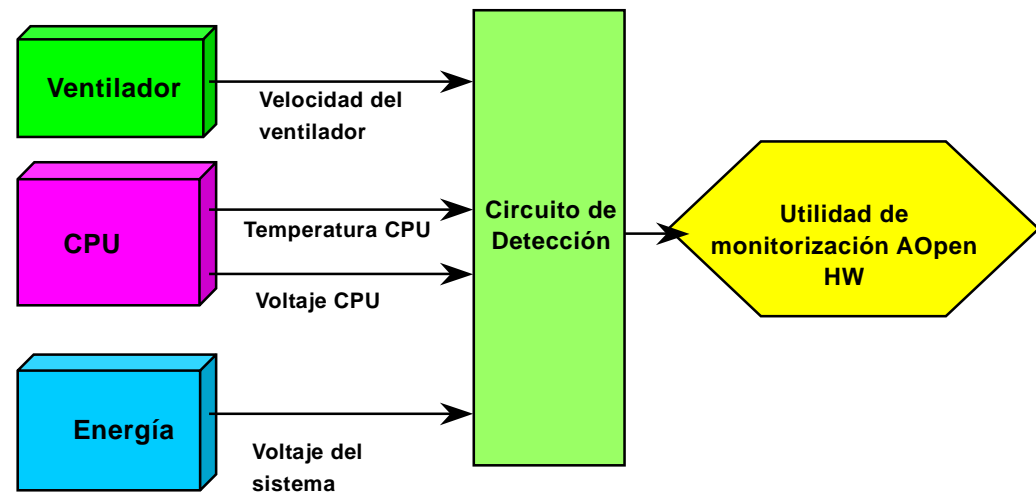 Ventilador
Velocidad del
ventilador
CPU
Temperatura CPU
Voltaje CPU
Energía
Voltaje del
sistema
Circuito de
Detección
Utilidad de
monitorización AOpen
HW